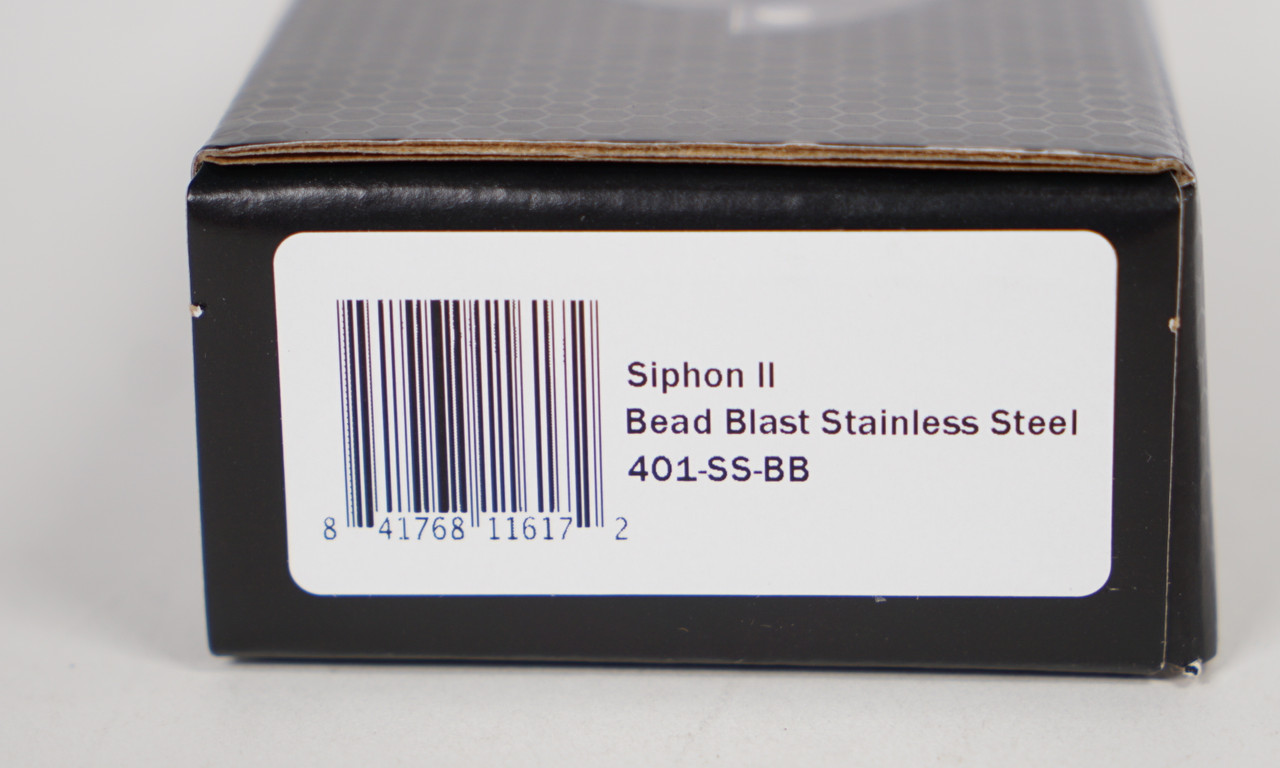 Siphon II
Bead Blast Stainless Steel
401-SS-BB
8 41768 11617 2